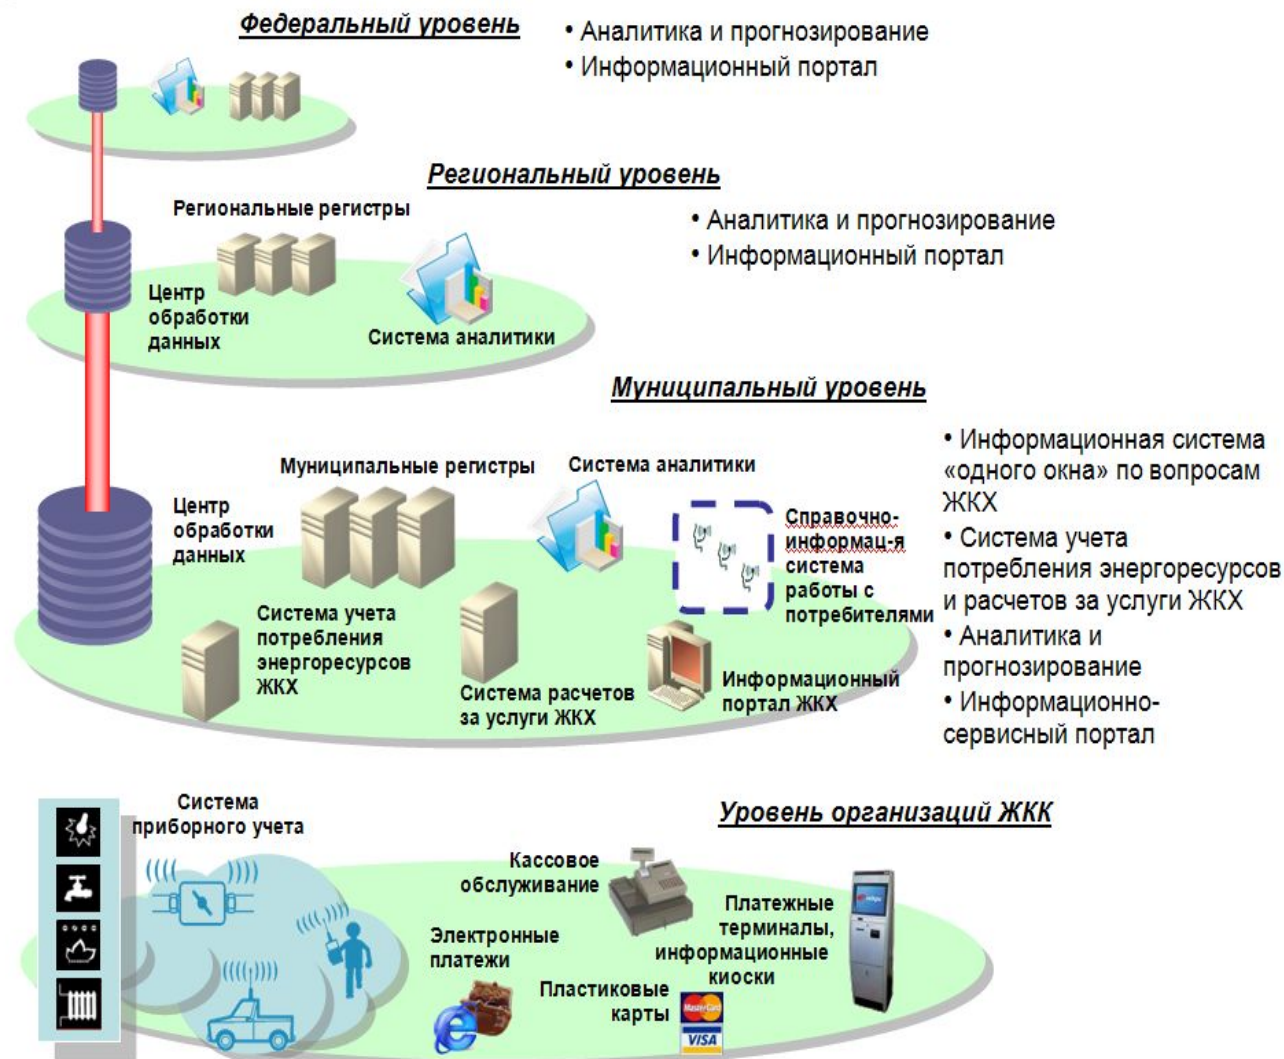 Федеральный уровень
• Аналитика и прогнозирование
• Информационный портал
Региональный уровень
Региональные регистры
• Аналитика и прогнозирование
• Информационный портал
Центр
обработки
данных
Система аналитики
Муниципальный уровень
• Информационная система
«одного окна» по вопросам
ЖКХ
• Система учета
потребления энергоресурсов
и расчетов за услуги ЖКХ
• Аналитика и
прогнозирование
• Информационно-
сервисный портал
Муниципальные регистры
Система аналитики
Центр
обработки
данных
Справочно-
информац-я
система
работы с
потребителями
Система учета
потребления
энергоресурсов
ЖКХ
Система расчетов
за услуги ЖКХ
Информационный
портал ЖКХ
Уровень организаций ЖКК
Система
приборного учета
Кассовое
обслуживание
Платежные
терминалы,
информационные
киоски
Электронные
платежи
Пластиковые
карты
MasterCard
VISA